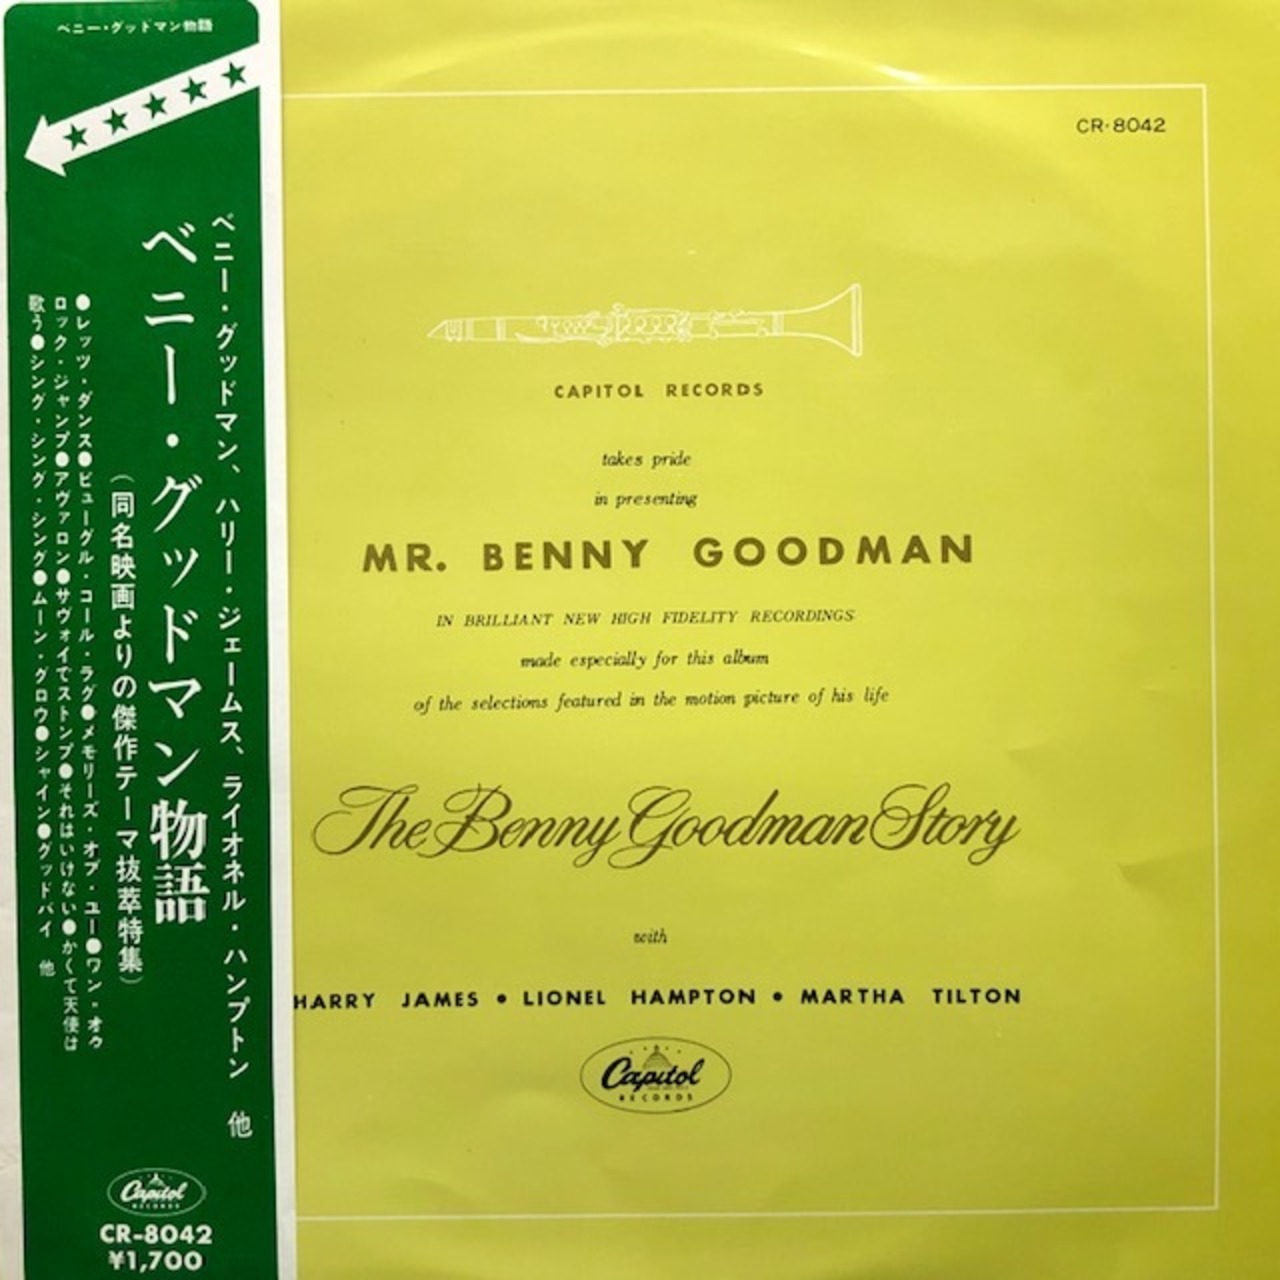 ベニー・グッドマン物語
ベニー・グッドマン、ハリー・ジェームス、ライオネル・ハンプトン 他
ベニー・グッドマン物語
（同名映画よりの傑作テーマ抜萃特集）
●レッツ・ダンス●ビューグル・コール・ラグ●メモリーズ・オブ・ユー●ワン・オウ
ロック・ジャンプ●アヴァロン●サヴォイでストンプ●それはいけない●かくて天使は
歌う●シング・シング・シング●ムーン・グロウ●シャイン●グッドバイ 他
Capitol
RECORDS
CR-8042
¥1,700
CR-8042
CAPITOL RECORDS
takes pride
in presenting
MR. BENNY GOODMAN
IN BRILLIANT NEW HIGH FIDELITY RECORDINGS
made especially for this album
of the selections featured in the motion picture of his life
The Benny Goodman Story
with
HARRY JAMES • LIONEL HAMPTON • MARTHA TILTON
Capitol
RECORDS